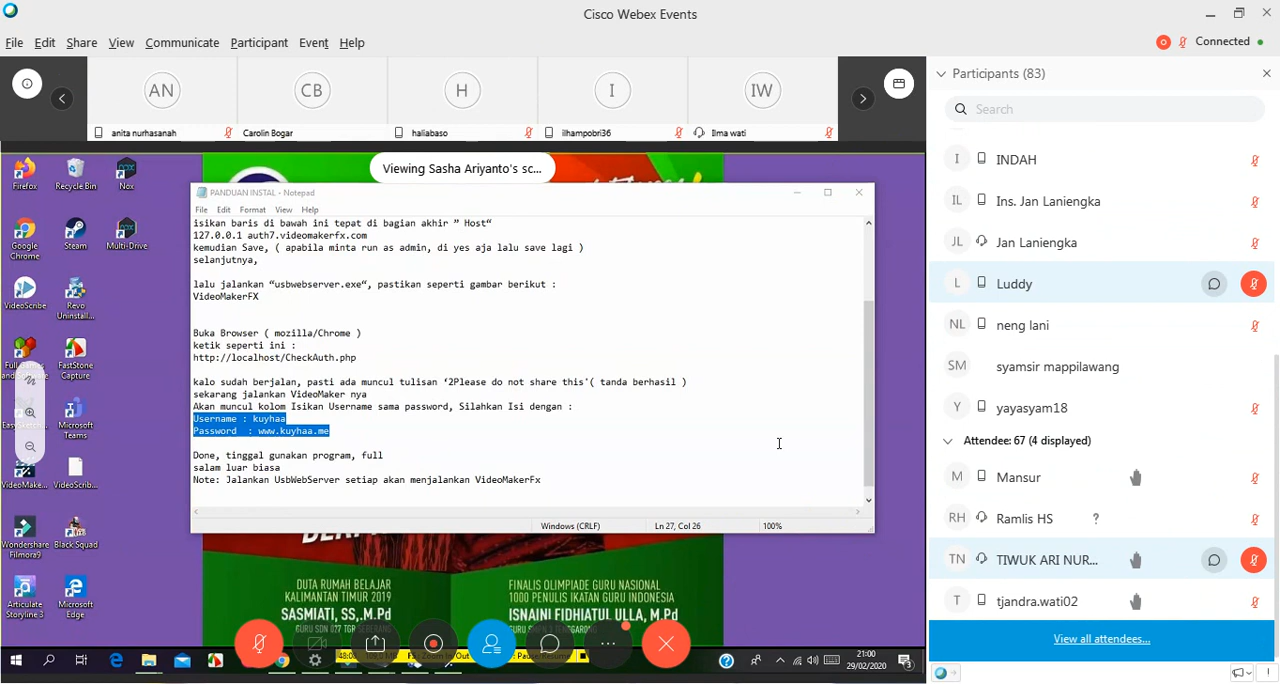 Cisco Webex Events
File Edit Share View Communicate Participant Event Help
Connected
AN
CB
H
I
IW
anita nurhasanah
Carolin Bogar
haliabaso
ilhampobri36
Ilma wati
Viewing Sasha Ariyanto's sc...
Firefox
Recycle Bin
Nox
Google Chrome
Steam
Multi-Drive
VideoScribe
Revo Uninstall...
FastStone Capture
Microsoft Teams
VideoMake...
VideoScrib...
Wondershare Filmora9
Black Squad
Articulate Storyline 3
Microsoft Edge
PANDUAN INSTAL - Notepad
File Edit Format View Help
isikan baris di bawah ini tepat di bagian akhir ” Host“
127.0.0.1 auth7.videomakerfx.com
kemudian Save, ( apabila minta run as admin, di yes aja lalu save lagi )
selanjutnya,
lalu jalankan “usbwebserver.exe“, pastikan seperti gambar berikut :
VideoMakerFX
Buka Browser ( mozilla/Chrome )
ketik seperti ini :
http://localhost/CheckAuth.php
kalo sudah berjalan, pasti ada muncul tulisan ‘2Please do not share this'( tanda berhasil )
sekarang jalankan VideoMaker nya
Akan muncul kolom Isikan Username sama password, Silahkan Isi dengan :
Username : kuyhaa
Password  : www.kuyhaa.me
Done, tinggal gunakan program, full
salam luar biasa
Note: Jalankan UsbWebServer setiap akan menjalankan VideoMakerFx
Windows (CRLF)
Ln 27, Col 26
100%
DUTA RUMAH BELAJAR
KALIMANTAN TIMUR 2019
SASMIATI, SS.,M.Pd
FINALIS OLIMPIADE GURU NASIONAL
1000 PENULIS IKATAN GURU INDONESIA
ISNAINI FIDHIATUL ULLA, M.Pd
21:00
29/02/2020
3
Participants (83)
Search
I INDAH
IL Ins. Jan Laniengka
JL Jan Laniengka
L Luddy
NL neng lani
SM syamsir mappilawang
Y yayasyam18
Attendee: 67 (4 displayed)
M Mansur
RH Ramlis HS ?
TN TIWUK ARI NUR...
T tjandra.wati02
View all attendees...